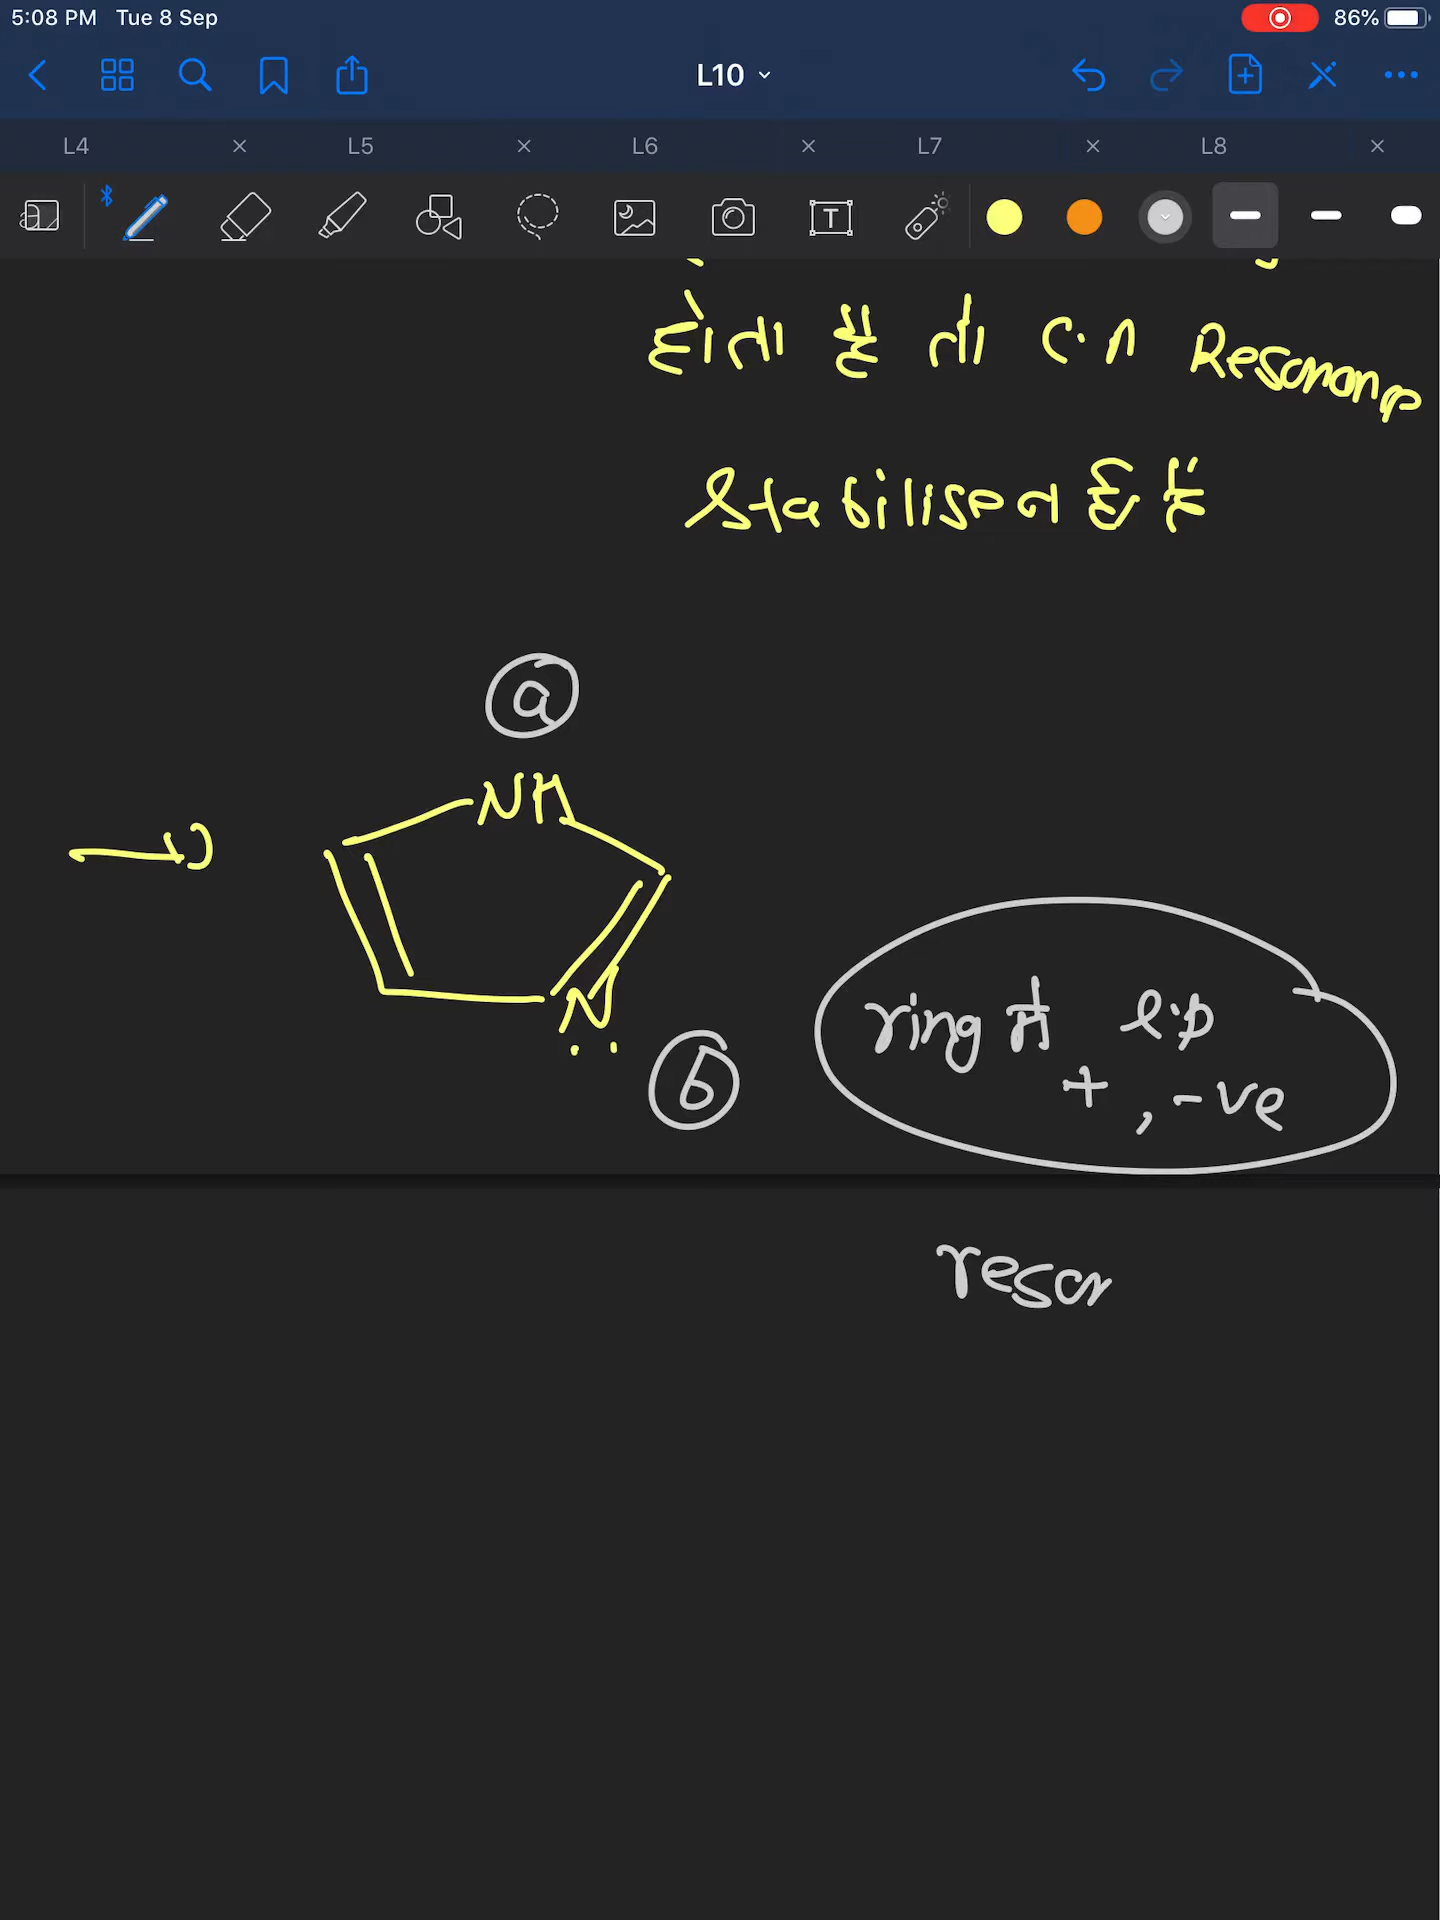 5:08 PM Tue 8 Sep 86%
L10
L4 L5 L6 L7 L8
T
होता है तो C.A Resonance
Stabilised
ⓐ
NH
N
ⓑ
ring में l.p
+ , -ve
reson